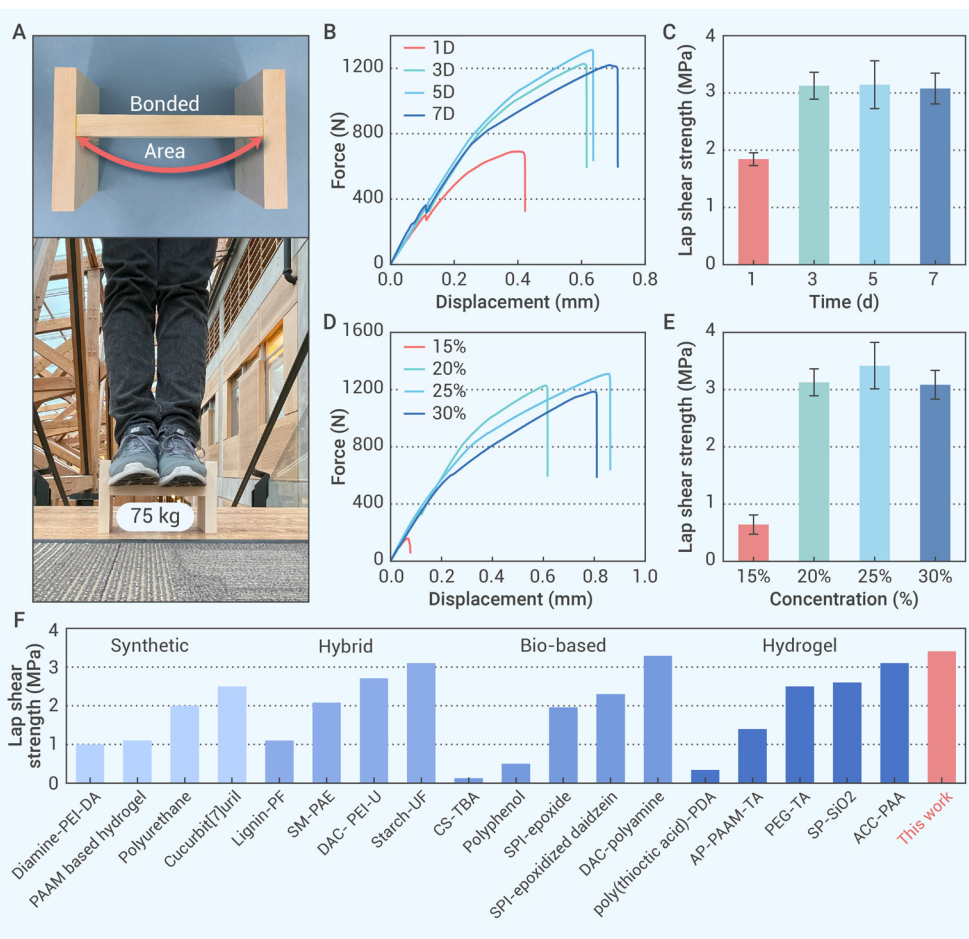 A
Bonded
Area
75 kg
B
Force (N)
1200
800
400
0
1D
3D
5D
7D
0.0 0.2 0.4 0.6 0.8
Displacement (mm)
C
Lap shear strength (MPa)
4
3
2
1
0
1 3 5 7
Time (d)
D
Force (N)
1600
1200
800
400
0
15%
20%
25%
30%
0.0 0.2 0.4 0.6 0.8 1.0
Displacement (mm)
E
Lap shear strength (MPa)
4
3
2
1
0
15% 20% 25% 30%
Concentration (%)
F
Lap shear
strength (MPa)
4
3
2
1
0
Synthetic Hybrid Bio-based Hydrogel
Diamine-PEI-DA
PAAM based hydrogel
Polyurethane
Cucurbit[7]luril
Lignin-PF
SM-PAE
DAC- PEI-U
Starch-UF
CS-TBA
Polyphenol
SPI-epoxide
SPI-epoxidized daidzein
DAC-polyamine
poly(thioctic acid)-PDA
AP-PAAM-TA
PEG-TA
SP-SiO2
ACC-PAA
This work